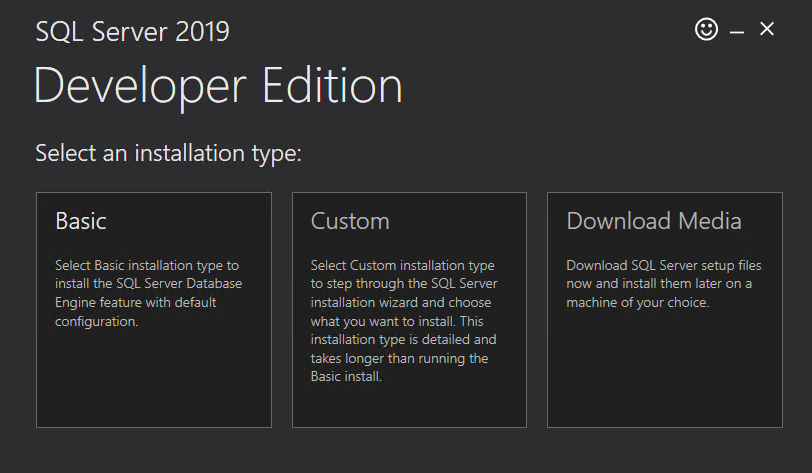 SQL Server 2019
Developer Edition
Select an installation type:
Basic
Select Basic installation type to
install the SQL Server Database
Engine feature with default
configuration.
Custom
Select Custom installation type
to step through the SQL Server
installation wizard and choose
what you want to install. This
installation type is detailed and
takes longer than running the
Basic install.
Download Media
Download SQL Server setup files
now and install them later on a
machine of your choice.